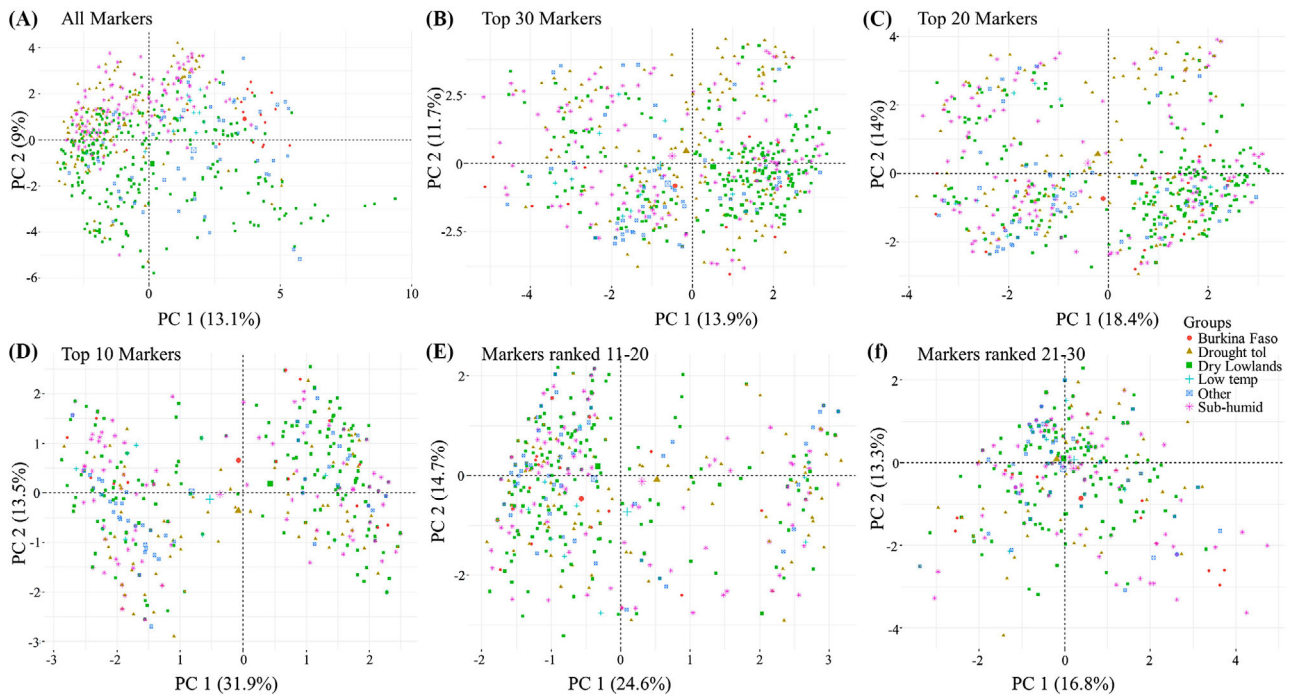 (A) All Markers
PC 2 (9%)
4
2
0
-2
-4
-6
0
5
10
PC 1 (13.1%)
(B) Top 30 Markers
PC 2 (11.7%)
2.5
0
-2.5
-4
-2
0
2
PC 1 (13.9%)
(C) Top 20 Markers
PC 2 (14%)
4
2
0
-2
-4
-2
0
2
PC 1 (18.4%)
Groups
Burkina Faso
Drought tol
Dry Lowlands
Low temp
Other
Sub-humid
(D) Top 10 Markers
PC 2 (13.5%)
2
1
0
-1
-2
-3
-3
-2
1
0
1
2
PC 1 (31.9%)
(E) Markers ranked 11-20
PC 2 (14.7%)
2
0
-2
-2
-1
0
1
2
3
PC 1 (24.6%)
(f) Markers ranked 21-30
PC 2 (13.3%)
2
0
-2
-4
-2
0
2
4
PC 1 (16.8%)